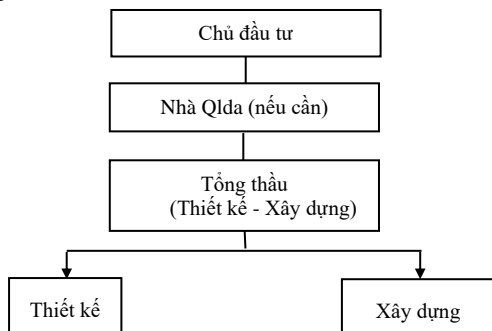 Chủ đầu tư
Nhà Qlda (nếu cần)
Tổng thầu
(Thiết kế - Xây dựng)
Thiết kế
Xây dựng